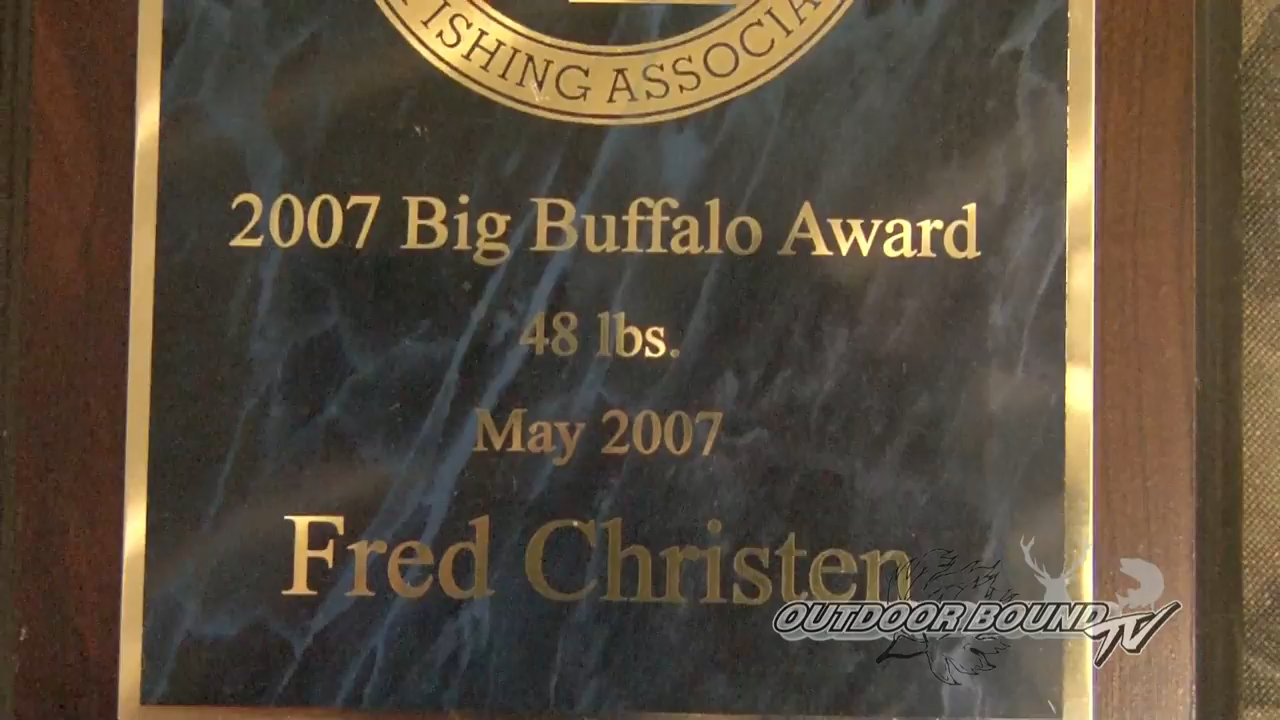 ISHING ASSOCIA
2007 Big Buffalo Award
48 lbs.
May 2007
Fred Christen
OUTDOOR BOUND TV